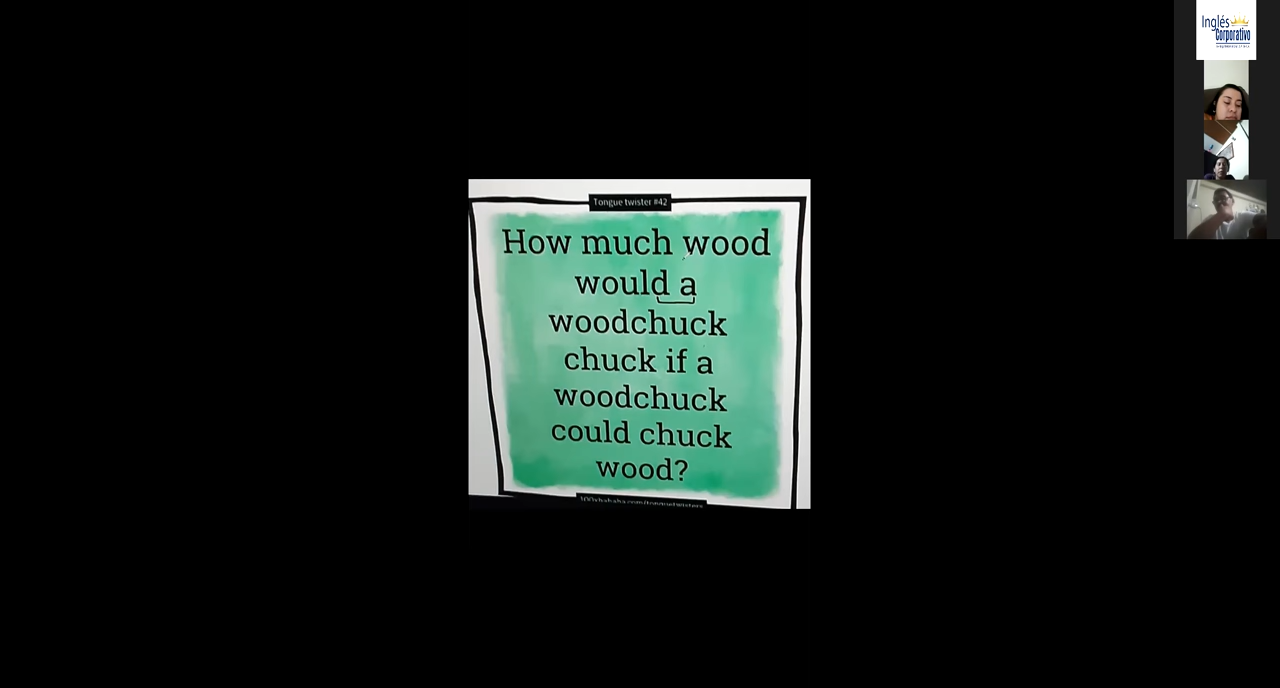 Tongue twister #42
How much wood
would a
woodchuck
chuck if a
woodchuck
could chuck
wood?
Inglés
Corporativo